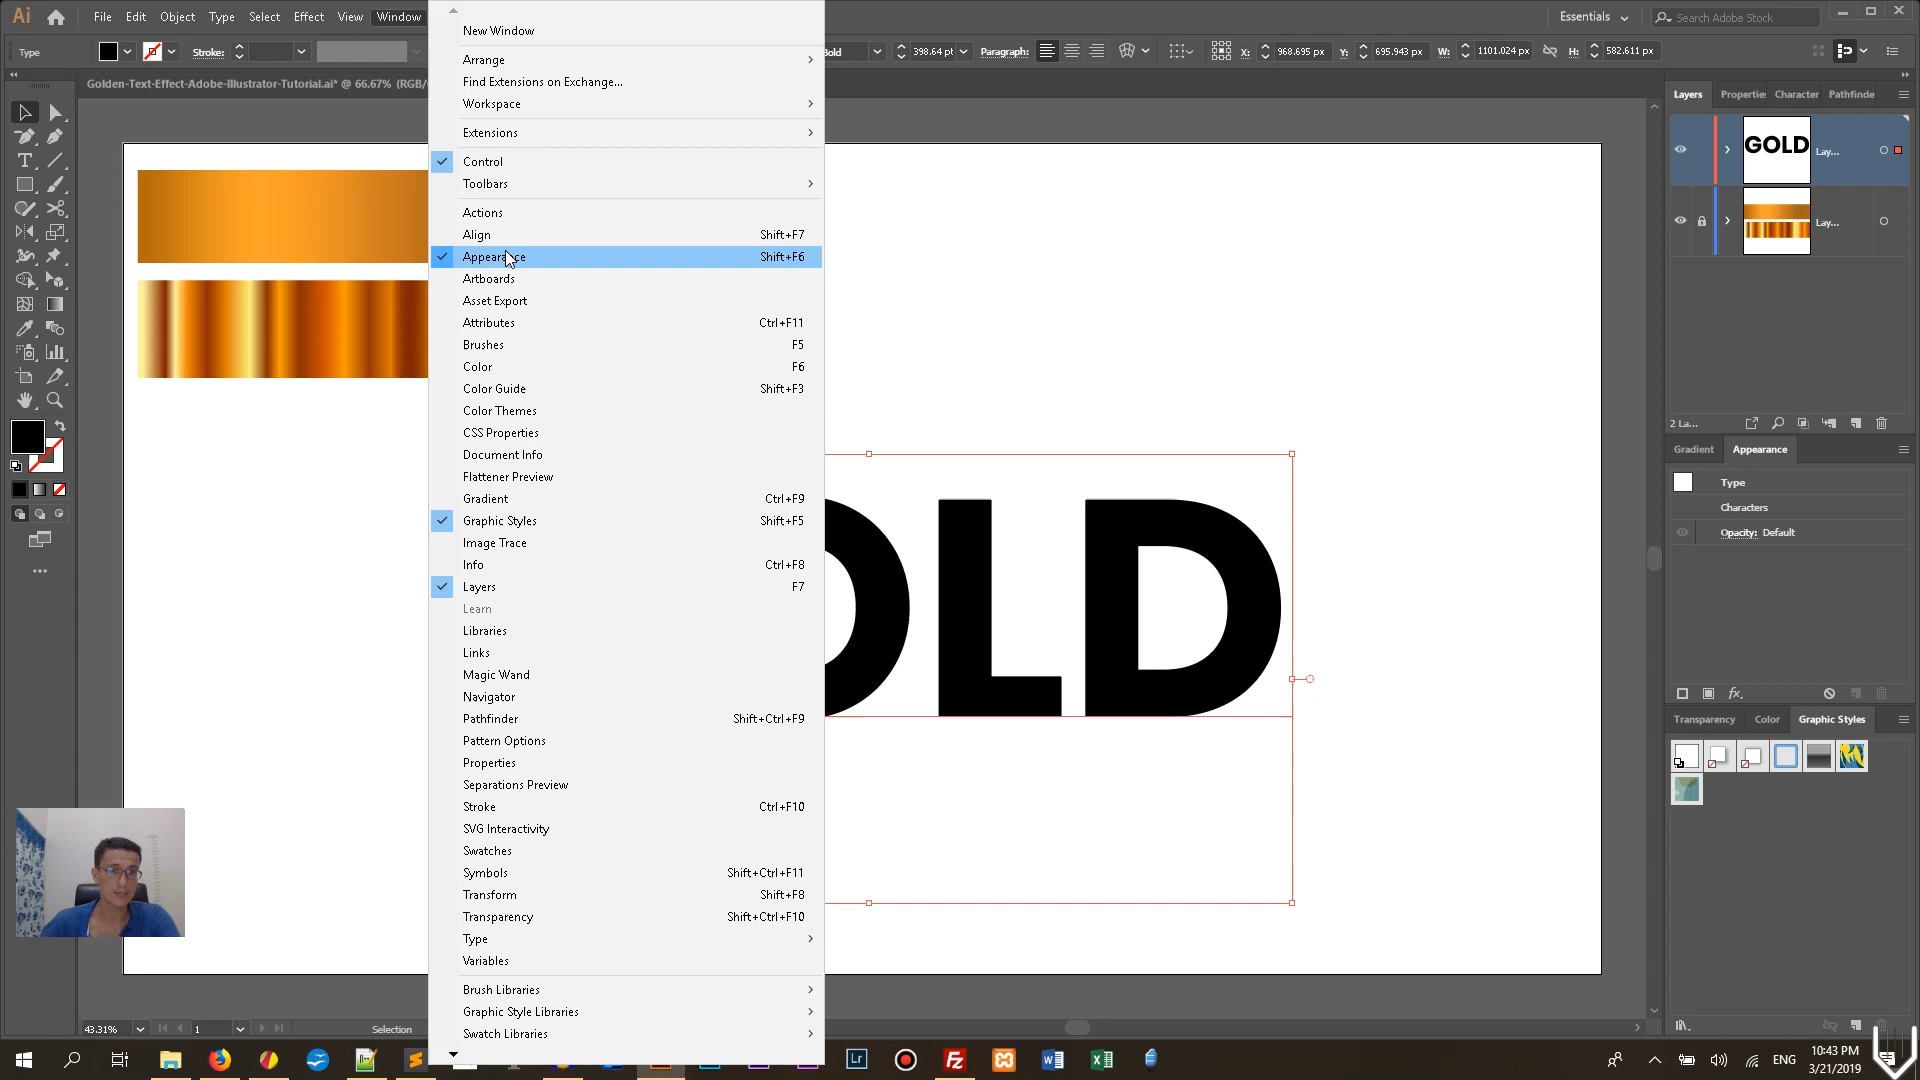 Ai
File Edit Object Type Select Effect View Window
Essentials
Search Adobe Stock
Type
Stroke:
398.64 pt
Paragraph:
X: 968.695 px
Y: 695.943 px
W: 1101.024 px
H: 582.611 px
Golden-Text-Effect-Adobe-Illustrator-Tutorial.ai* @ 66.67% (RGB/
New Window
Arrange
Find Extensions on Exchange...
Workspace
Extensions
Control
Toolbars
Actions
Align Shift+F7
Appearance Shift+F6
Artboards
Asset Export
Attributes Ctrl+F11
Brushes F5
Color F6
Color Guide Shift+F3
Color Themes
CSS Properties
Document Info
Flattener Preview
Gradient Ctrl+F9
Graphic Styles Shift+F5
Image Trace
Info Ctrl+F8
Layers F7
Learn
Libraries
Links
Magic Wand
Navigator
Pathfinder Shift+Ctrl+F9
Pattern Options
Properties
Separations Preview
Stroke Ctrl+F10
SVG Interactivity
Swatches
Symbols Shift+Ctrl+F11
Transform Shift+F8
Transparency Shift+Ctrl+F10
Type
Variables
Brush Libraries
Graphic Style Libraries
Swatch Libraries
OLD
Layers Propertie Character Pathfinde
GOLD Lay...
Lay...
2 La...
Gradient Appearance
Type
Characters
Opacity: Default
Transparency Color Graphic Styles
43.31% 1 Selection
Lr
Fz
ENG
10:43 PM
3/21/2019